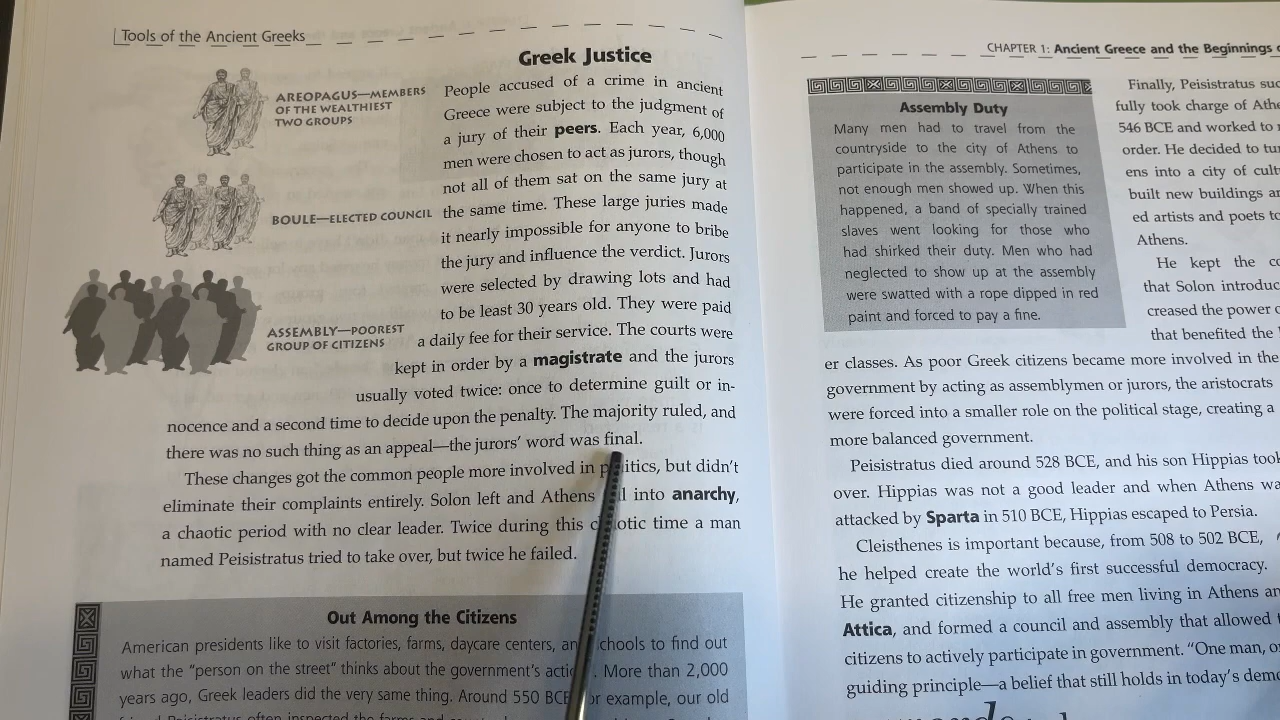 Tools of the Ancient Greeks
AREOPAGUS—MEMBERS
OF THE WEALTHIEST
TWO GROUPS
BOULE—ELECTED COUNCIL
ASSEMBLY—POOREST
GROUP OF CITIZENS
Greek Justice
People accused of a crime in ancient
Greece were subject to the judgment of
a jury of their peers. Each year, 6,000
men were chosen to act as jurors, though
not all of them sat on the same jury at
the same time. These large juries made
it nearly impossible for anyone to bribe
the jury and influence the verdict. Jurors
were selected by drawing lots and had
to be least 30 years old. They were paid
a daily fee for their service. The courts were
kept in order by a magistrate and the jurors
usually voted twice: once to determine guilt or in-
nocence and a second time to decide upon the penalty. The majority ruled, and
there was no such thing as an appeal—the jurors' word was final.
These changes got the common people more involved in politics, but didn't
eliminate their complaints entirely. Solon left and Athens into anarchy,
a chaotic period with no clear leader. Twice during this chaotic time a man
named Peisistratus tried to take over, but twice he failed.
Out Among the Citizens
American presidents like to visit factories, farms, daycare centers, and schools to find out
what the "person on the street" thinks about the government's . More than 2,000
years ago, Greek leaders did the very same thing. Around 550 BCE for example, our old
friend Peisistratus often inspected the farms and
CHAPTER 1: Ancient Greece and the Beginnings
Assembly Duty
Many men had to travel from the
countryside to the city of Athens to
participate in the assembly. Sometimes,
not enough men showed up. When this
happened, a band of specially trained
slaves went looking for those who
had shirked their duty. Men who had
neglected to show up at the assembly
were swatted with a rope dipped in red
paint and forced to pay a fine.
Finally, Peisistratus suc
fully took charge of Athe
546 BCE and worked to
order. He decided to tu
ens into a city of cult
built new buildings a
ed artists and poets to
Athens.
He kept the co
that Solon introduc
creased the power o
that benefited the
er classes. As poor Greek citizens became more involved in the
government by acting as assemblymen or jurors, the aristocrats
were forced into a smaller role on the political stage, creating a
more balanced government.
Peisistratus died around 528 BCE, and his son Hippias took
over. Hippias was not a good leader and when Athens wa
attacked by Sparta in 510 BCE, Hippias escaped to Persia.
Cleisthenes is important because, from 508 to 502 BCE,
he helped create the world's first successful democracy.
He granted citizenship to all free men living in Athens an
Attica, and formed a council and assembly that allowed
citizens to actively participate in government. "One man, o
guiding principle—a belief that still holds in today's demo